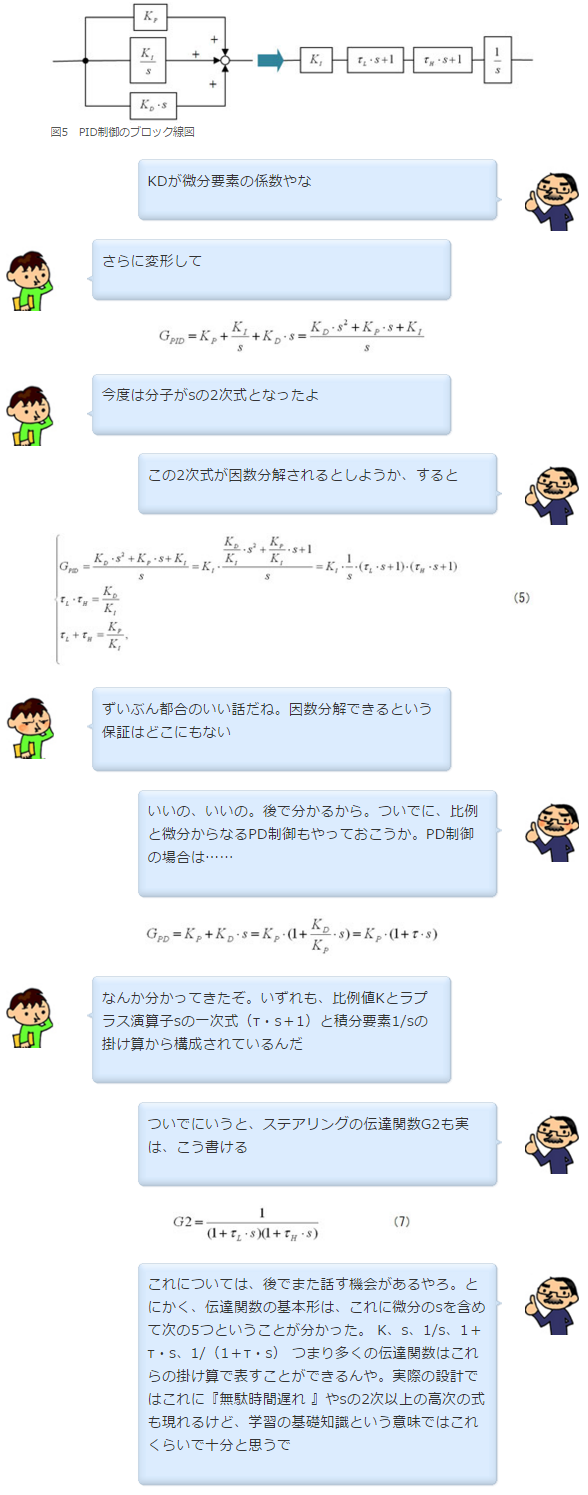 K_P
K_I/s
K_D・s
+
+
+
K_I
τ_L・s+1
τ_H・s+1
1/s
図5　PID制御のブロック線図
KDが微分要素の係数やな
さらに変形して
G_PID = K_P + K_I/s + K_D・s = (K_D・s² + K_P・s + K_I)/s
今度は分子がsの2次式となったよ
この2次式が因数分解されるとしようか、すると
G_PID = (K_D・s² + K_P・s + K_I)/s = K_I・(K_D/K_I・s² + K_P/K_I・s + 1)/s = K_I・1/s・(τ_L・s+1)・(τ_H・s+1)
τ_L・τ_H = K_D/K_I
（5）
τ_L + τ_H = K_P/K_I,
ずいぶん都合のいい話だね。因数分解できるという
保証はどこにもない
いいの、いいの。後で分かるから。ついでに、比例
と微分からなるPD制御もやっておこうか。PD制御
の場合は……
G_PD = K_P + K_D・s = K_P・(1+K_D/K_P・s) = K_P・(1+τ・s)
なんか分かってきたぞ。いずれも、比例値Kとラプ
ラス演算子sの一次式（τ・s＋1）と積分要素1/sの
掛け算から構成されているんだ
ついでにいうと、ステアリングの伝達関数G2も実
は、こう書ける
G2 = 1/((1+τ_L・s)(1+τ_H・s))　（7）
これについては、後でまた話す機会があるやろ。と
にかく、伝達関数の基本形は、これに微分のsを含め
て次の5つということが分かった。 K、s、1/s、1＋
τ・s、1/（1＋τ・s） つまり多くの伝達関数はこれ
らの掛け算で表すことができるんや。実際の設計で
はこれに『無駄時間遅れ 』やsの2次以上の高次の式
も現れるけど、学習の基礎知識という意味ではこれ
くらいで十分と思うで